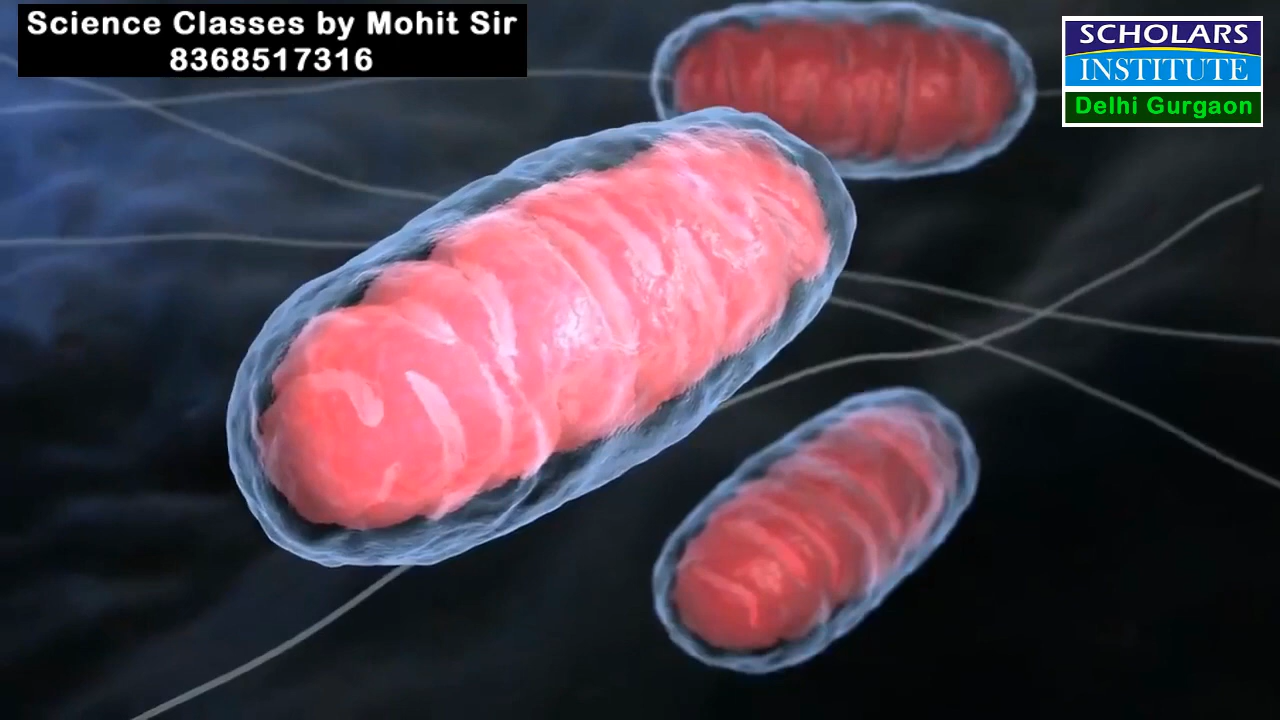 Science Classes by Mohit Sir
8368517316
SCHOLARS
INSTITUTE
Delhi Gurgaon